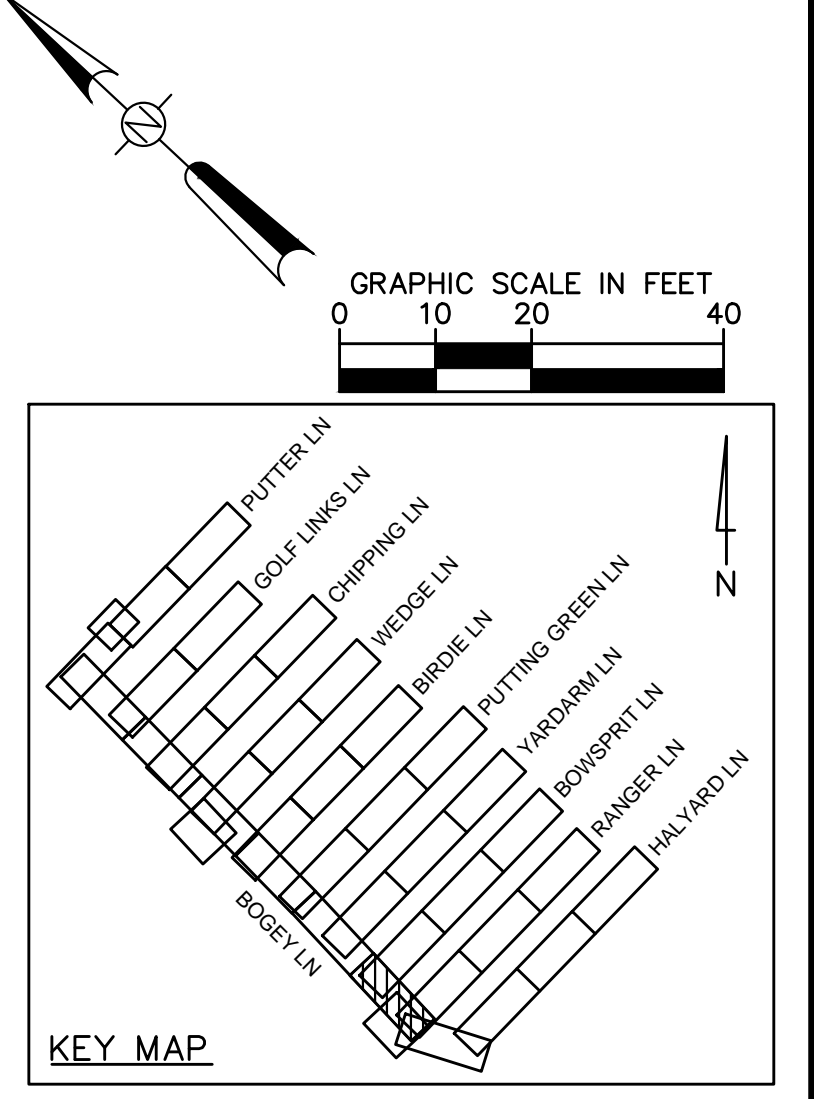 N
GRAPHIC SCALE IN FEET
0 10 20 40
PUTTER LN
GOLF LINKS LN
CHIPPING LN
WEDGE LN
BIRDIE LN
PUTTING GREEN LN
YARDARM LN
BOWSPRIT LN
RANGER LN
HALYARD LN
BOGEY LN
N
KEY MAP